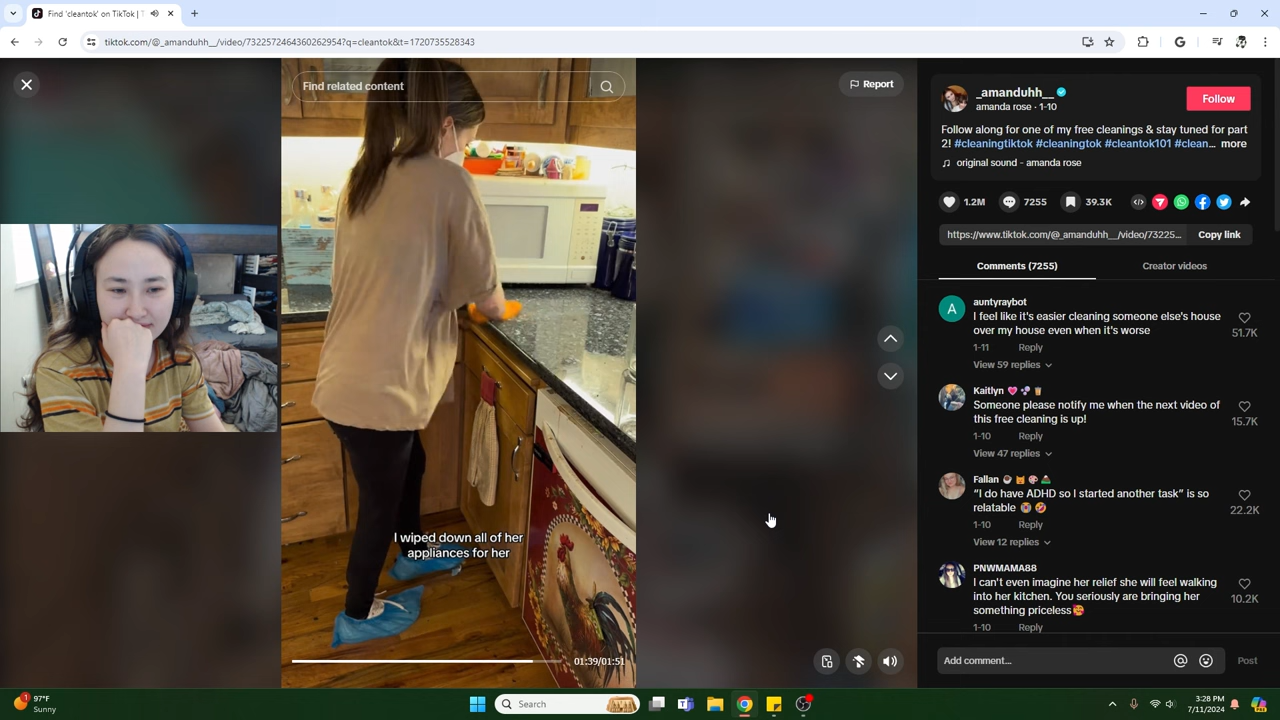 Find 'cleantok' on TikTok | T
tiktok.com/@_amanduhh__/video/7322572464360262954?q=cleantok&t=1720735528343
Find related content
Report
_amanduhh__
amanda rose · 1-10
Follow
Follow along for one of my free cleanings & stay tuned for part
2! #cleaningtiktok #cleaningtok #cleantok101 #clean... more
original sound - amanda rose
1.2M
7255
39.3K
https://www.tiktok.com/@_amanduhh__/video/73225...
Copy link
Comments (7255)
Creator videos
A
auntyraybot
I feel like it's easier cleaning someone else's house
over my house even when it's worse
51.7K
1-11
Reply
View 59 replies
Kaitlyn
Someone please notify me when the next video of
this free cleaning is up!
15.7K
1-10
Reply
View 47 replies
Fallan
“I do have ADHD so I started another task” is so
relatable
22.2K
1-10
Reply
View 12 replies
PNWMAMA88
I can't even imagine her relief she will feel walking
into her kitchen. You seriously are bringing her
something priceless
10.2K
1-10
Reply
Add comment...
Post
I wiped down all of her
appliances for her
01:39/01:51
1
97°F
Sunny
Search
3:28 PM
7/11/2024